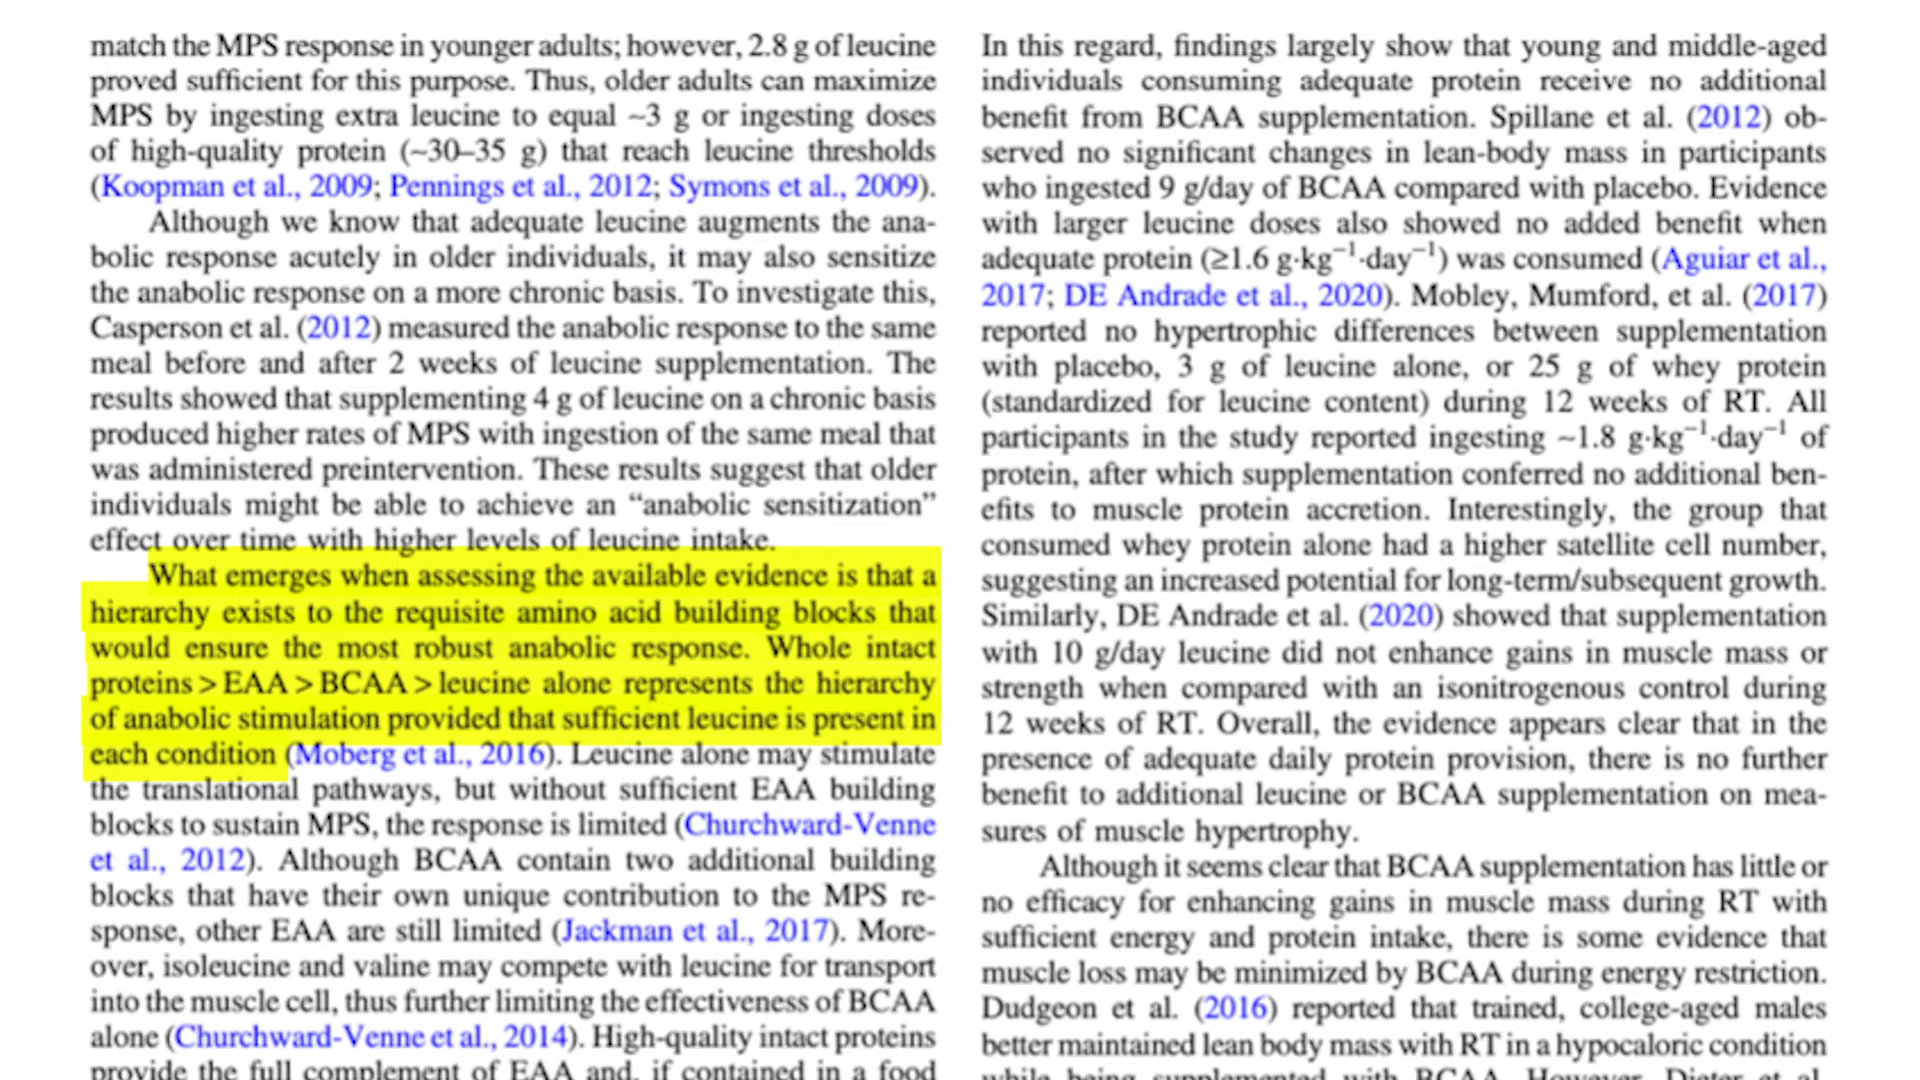 match the MPS response in younger adults; however, 2.8 g of leucine
proved sufficient for this purpose. Thus, older adults can maximize
MPS by ingesting extra leucine to equal ~3 g or ingesting doses
of high-quality protein (~30–35 g) that reach leucine thresholds
(Koopman et al., 2009; Pennings et al., 2012; Symons et al., 2009).
Although we know that adequate leucine augments the ana-
bolic response acutely in older individuals, it may also sensitize
the anabolic response on a more chronic basis. To investigate this,
Casperson et al. (2012) measured the anabolic response to the same
meal before and after 2 weeks of leucine supplementation. The
results showed that supplementing 4 g of leucine on a chronic basis
produced higher rates of MPS with ingestion of the same meal that
was administered preintervention. These results suggest that older
individuals might be able to achieve an “anabolic sensitization”
effect over time with higher levels of leucine intake.
What emerges when assessing the available evidence is that a
hierarchy exists to the requisite amino acid building blocks that
would ensure the most robust anabolic response. Whole intact
proteins > EAA > BCAA > leucine alone represents the hierarchy
of anabolic stimulation provided that sufficient leucine is present in
each condition (Moberg et al., 2016). Leucine alone may stimulate
the translational pathways, but without sufficient EAA building
blocks to sustain MPS, the response is limited (Churchward-Venne
et al., 2012). Although BCAA contain two additional building
blocks that have their own unique contribution to the MPS re-
sponse, other EAA are still limited (Jackman et al., 2017). More-
over, isoleucine and valine may compete with leucine for transport
into the muscle cell, thus further limiting the effectiveness of BCAA
alone (Churchward-Venne et al., 2014). High-quality intact proteins
provide the full complement of EAA and, if contained in a food
In this regard, findings largely show that young and middle-aged
individuals consuming adequate protein receive no additional
benefit from BCAA supplementation. Spillane et al. (2012) ob-
served no significant changes in lean-body mass in participants
who ingested 9 g/day of BCAA compared with placebo. Evidence
with larger leucine doses also showed no added benefit when
adequate protein (≥1.6 g·kg⁻¹·day⁻¹) was consumed (Aguiar et al.,
2017; DE Andrade et al., 2020). Mobley, Mumford, et al. (2017)
reported no hypertrophic differences between supplementation
with placebo, 3 g of leucine alone, or 25 g of whey protein
(standardized for leucine content) during 12 weeks of RT. All
participants in the study reported ingesting ~1.8 g·kg⁻¹·day⁻¹ of
protein, after which supplementation conferred no additional ben-
efits to muscle protein accretion. Interestingly, the group that
consumed whey protein alone had a higher satellite cell number,
suggesting an increased potential for long-term/subsequent growth.
Similarly, DE Andrade et al. (2020) showed that supplementation
with 10 g/day leucine did not enhance gains in muscle mass or
strength when compared with an isonitrogenous control during
12 weeks of RT. Overall, the evidence appears clear that in the
presence of adequate daily protein provision, there is no further
benefit to additional leucine or BCAA supplementation on mea-
sures of muscle hypertrophy.
Although it seems clear that BCAA supplementation has little or
no efficacy for enhancing gains in muscle mass during RT with
sufficient energy and protein intake, there is some evidence that
muscle loss may be minimized by BCAA during energy restriction.
Dudgeon et al. (2016) reported that trained, college-aged males
better maintained lean body mass with RT in a hypocaloric condition
while being supplemented with BCAA. However, Dieter et al.